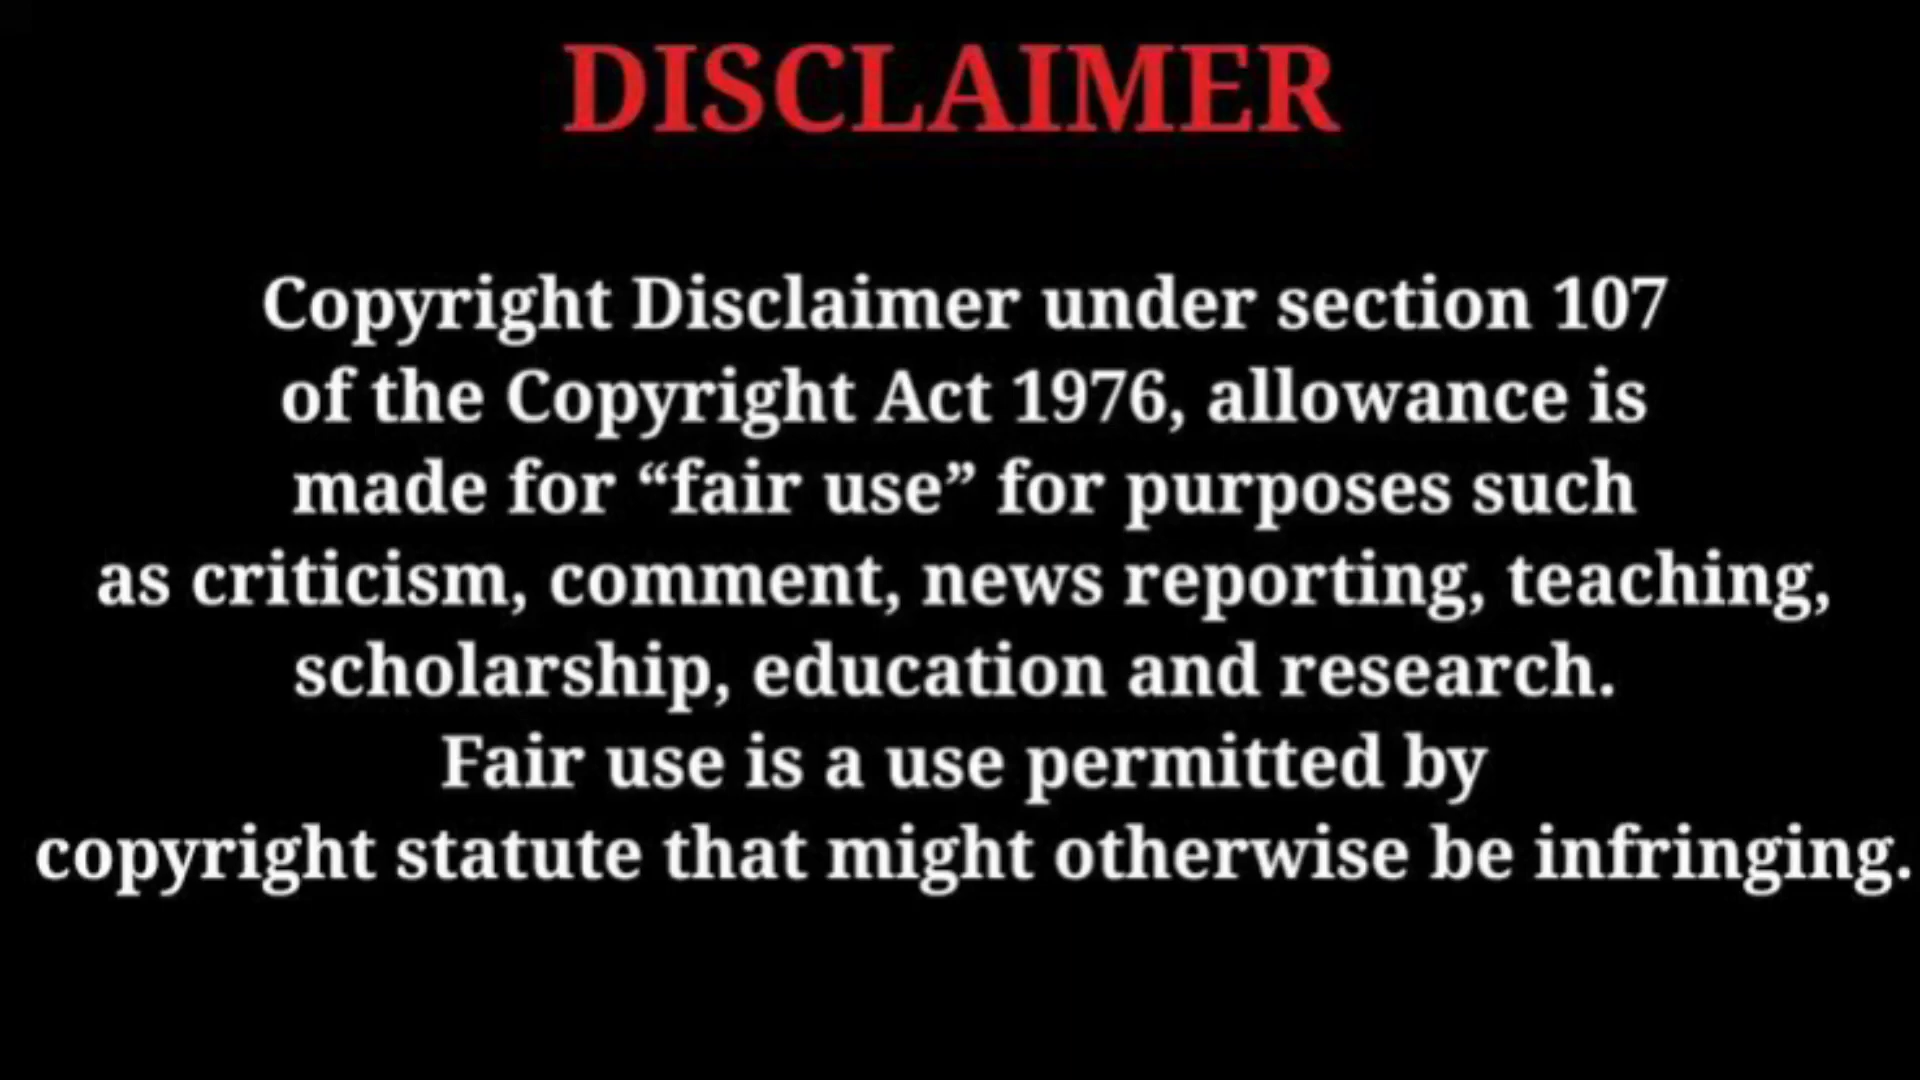 DISCLAIMER
Copyright Disclaimer under section 107
of the Copyright Act 1976, allowance is
made for “fair use” for purposes such
as criticism, comment, news reporting, teaching,
scholarship, education and research.
Fair use is a use permitted by
copyright statute that might otherwise be infringing.